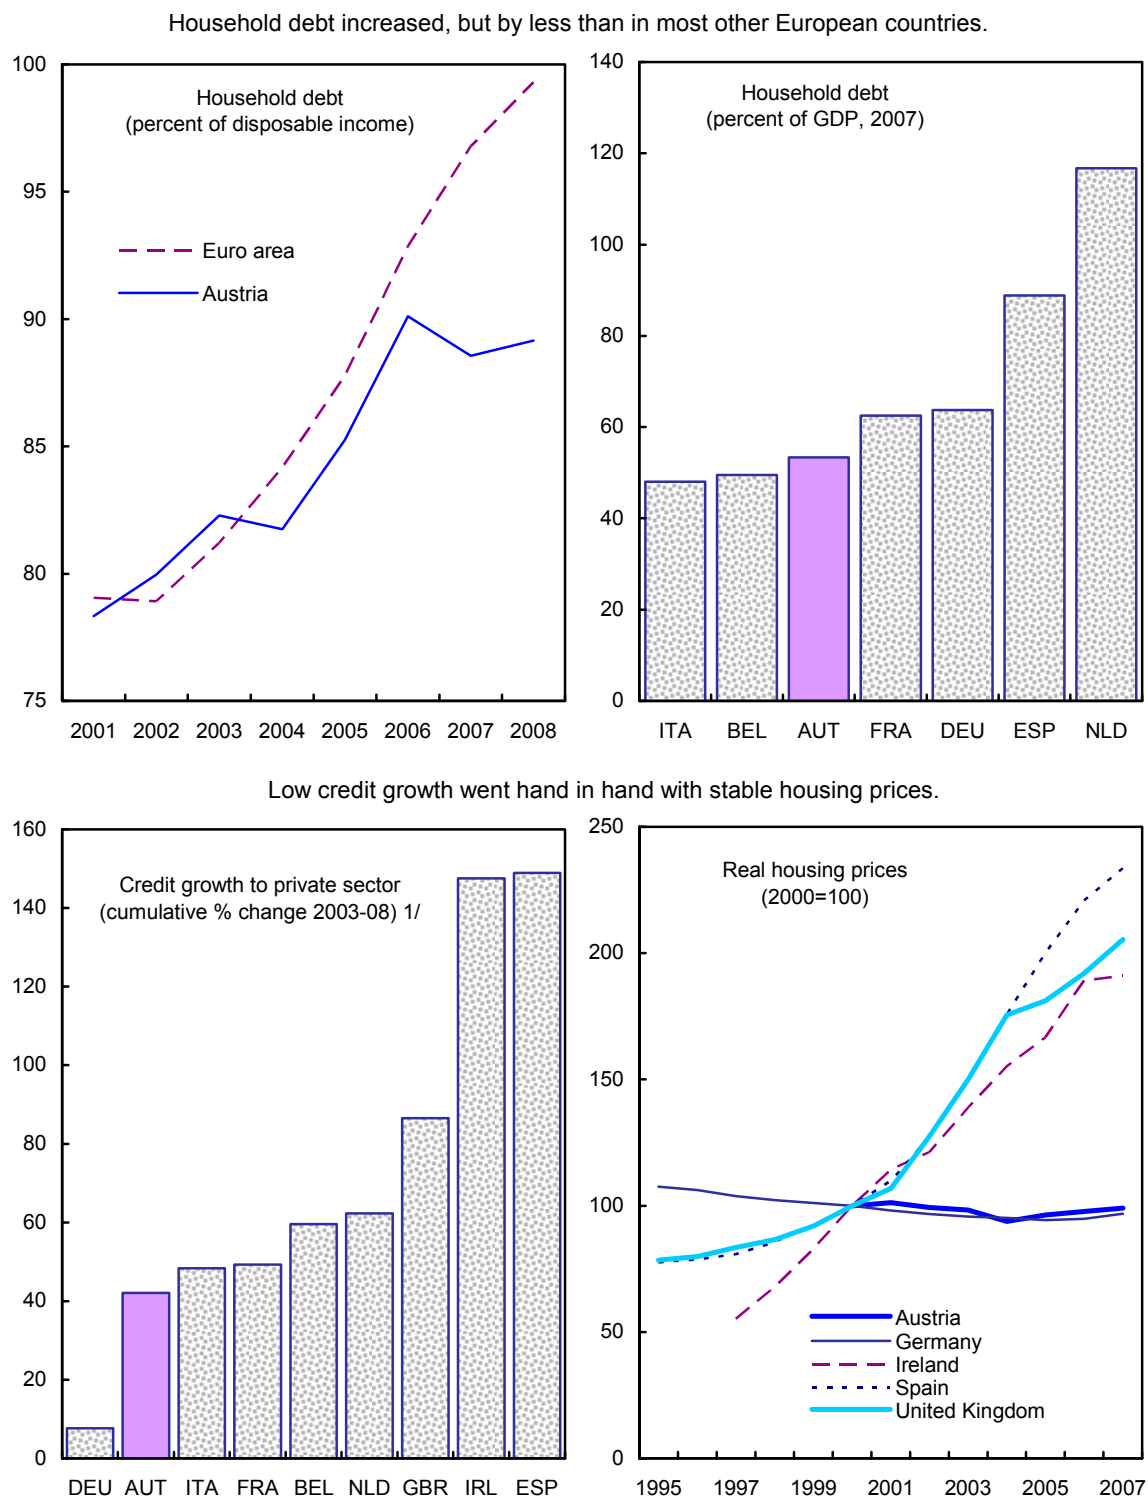 Household debt increased, but by less than in most other European countries.
100
95
90
85
80
75
Household debt
(percent of disposable income)
Euro area
Austria
2001 2002 2003 2004 2005 2006 2007 2008
140
120
100
80
60
40
20
0
Household debt
(percent of GDP, 2007)
ITA BEL AUT FRA DEU ESP NLD
Low credit growth went hand in hand with stable housing prices.
160
140
120
100
80
60
40
20
0
Credit growth to private sector
(cumulative % change 2003-08) 1/
DEU AUT ITA FRA BEL NLD GBR IRL ESP
250
200
150
100
50
0
Real housing prices
(2000=100)
Austria
Germany
Ireland
Spain
United Kingdom
1995 1997 1999 2001 2003 2005 2007